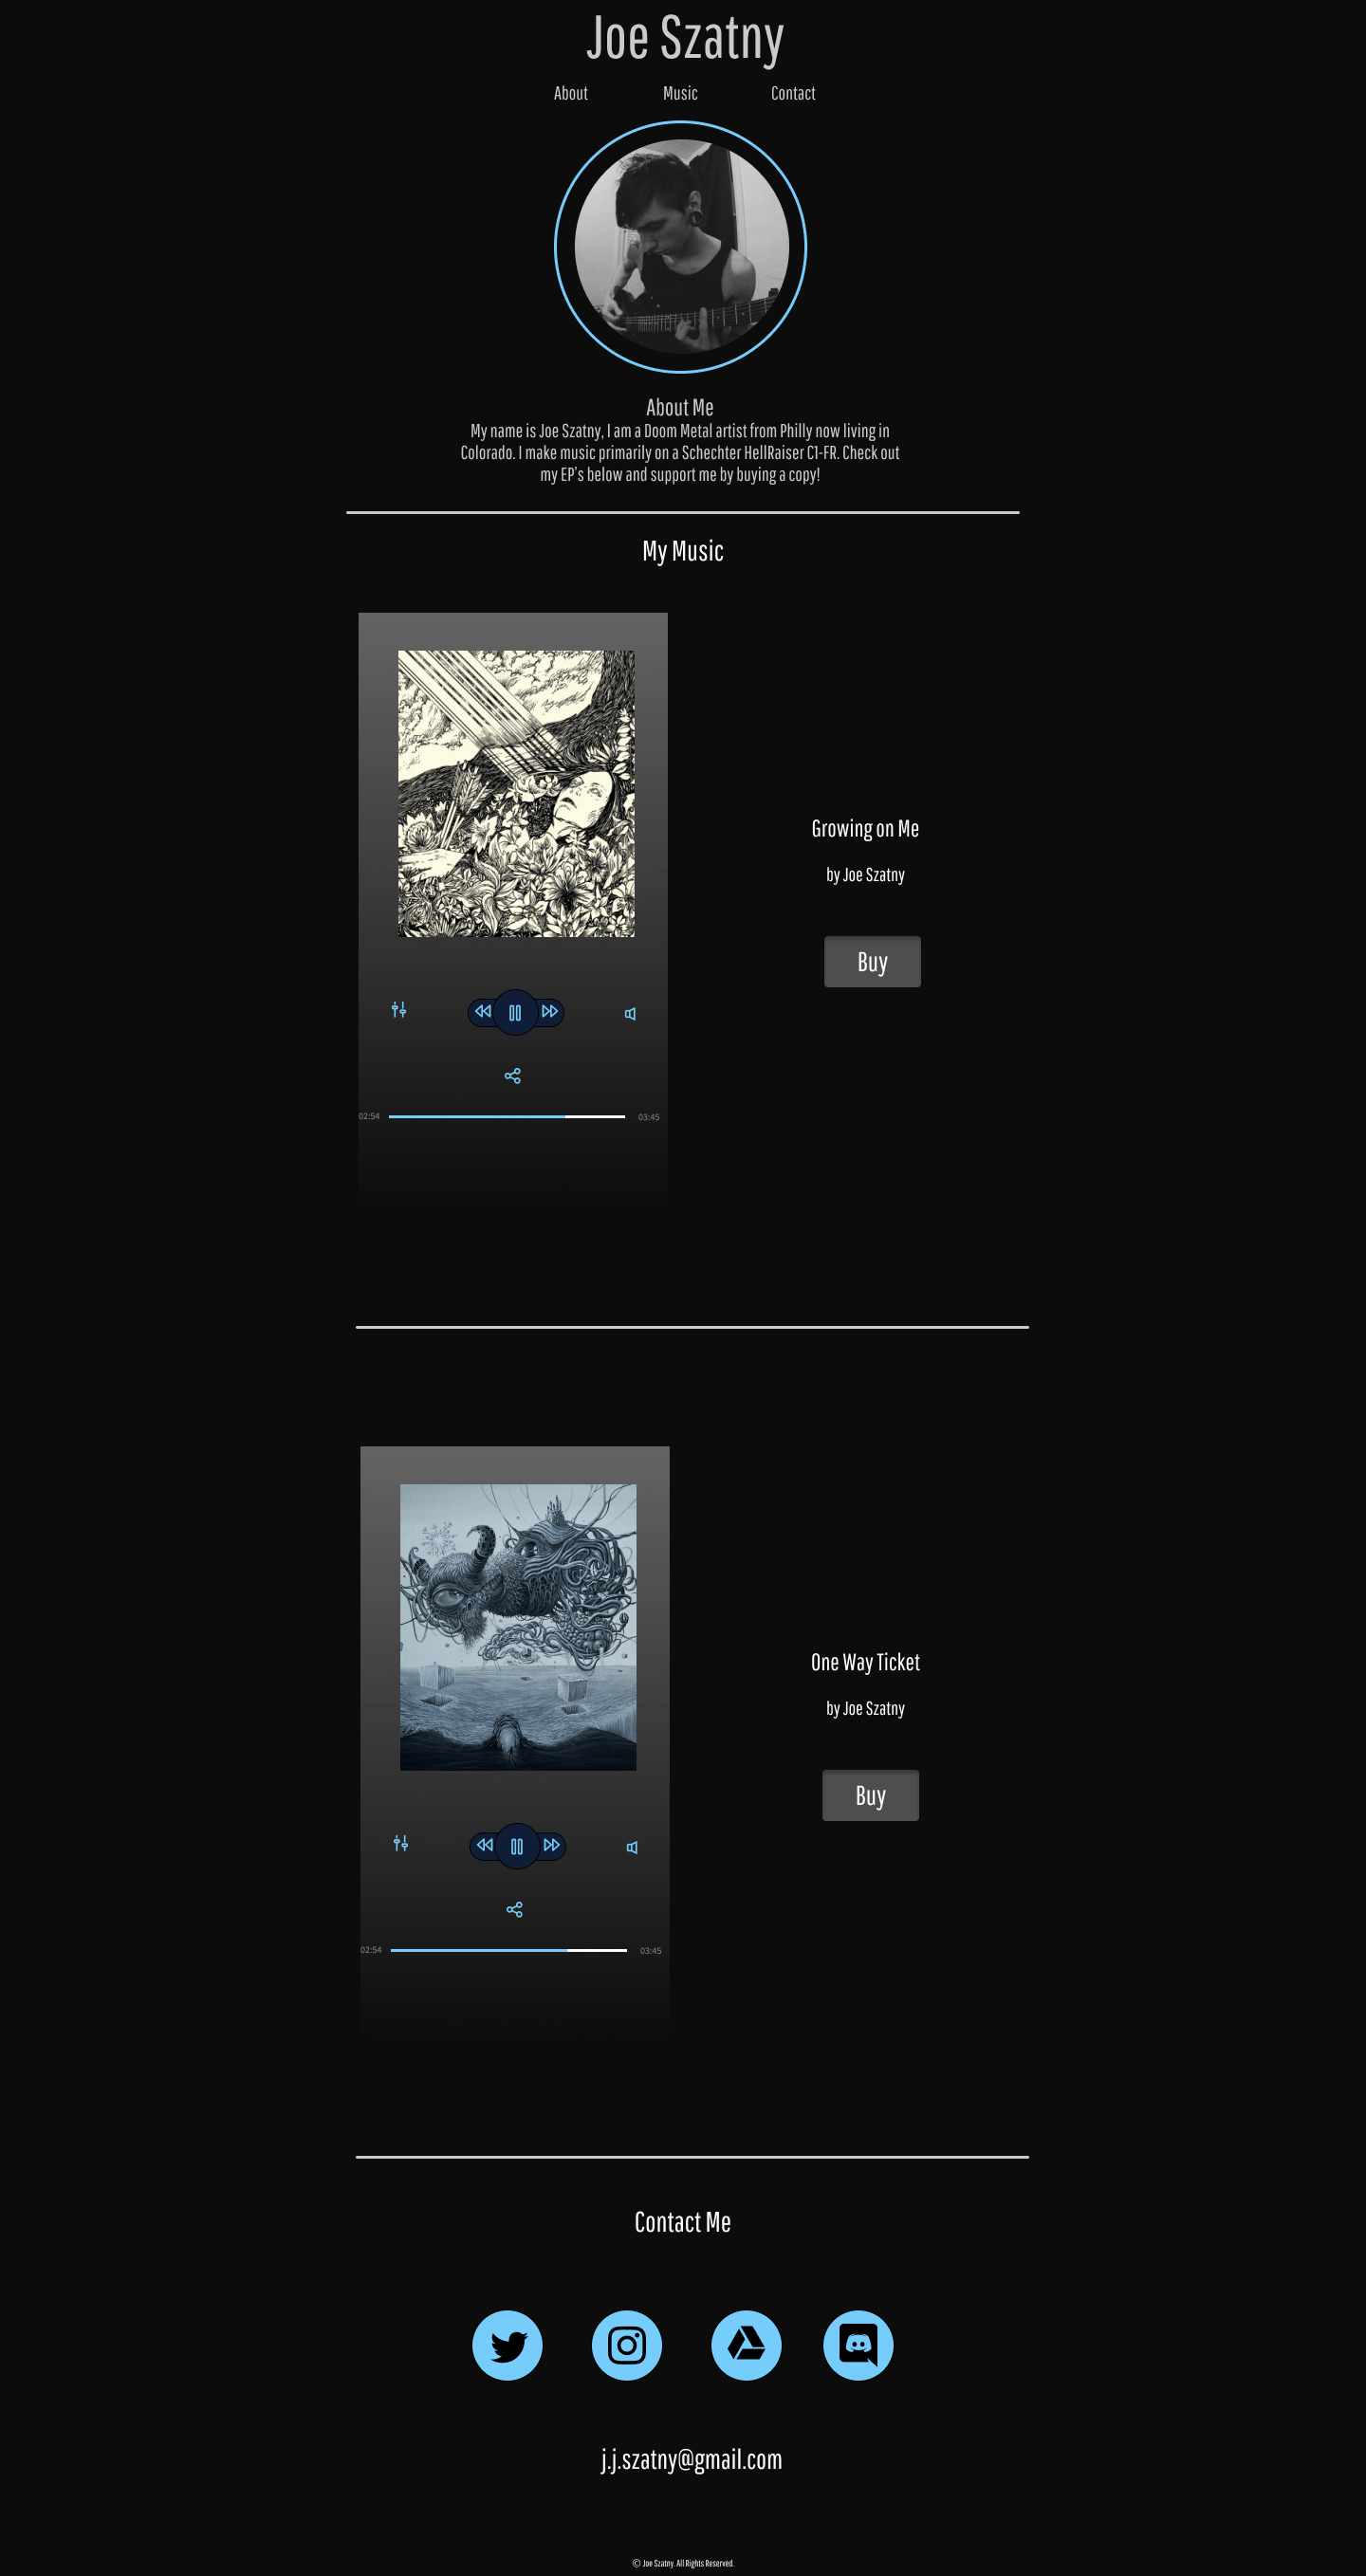 Joe Szatny
About Music Contact
About Me
My name is Joe Szatny, I am a Doom Metal artist from Philly now living in
Colorado. I make music primarily on a Schechter HellRaiser C1-FR. Check out
my EP's below and support me by buying a copy!
My Music
Growing on Me
by Joe Szatny
Buy
02:54 03:45
One Way Ticket
by Joe Szatny
Buy
02:54 03:45
Contact Me
j.j.szatny@gmail.com
© Joe Szatny. All Rights Reserved.